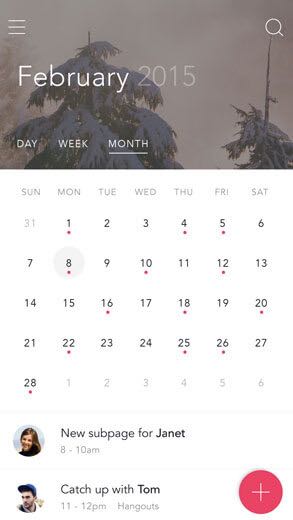 February 2015
DAY WEEK MONTH
SUN MON TUE WED THU FRI SAT
31 1 2 3 4 5 6
7 8 9 10 11 12 13
14 15 16 17 18 19 20
21 22 23 24 25 26 27
28 1 2 3 4 5 6
New subpage for Janet
8 - 10am
Catch up with Tom
11 - 12pm Hangouts